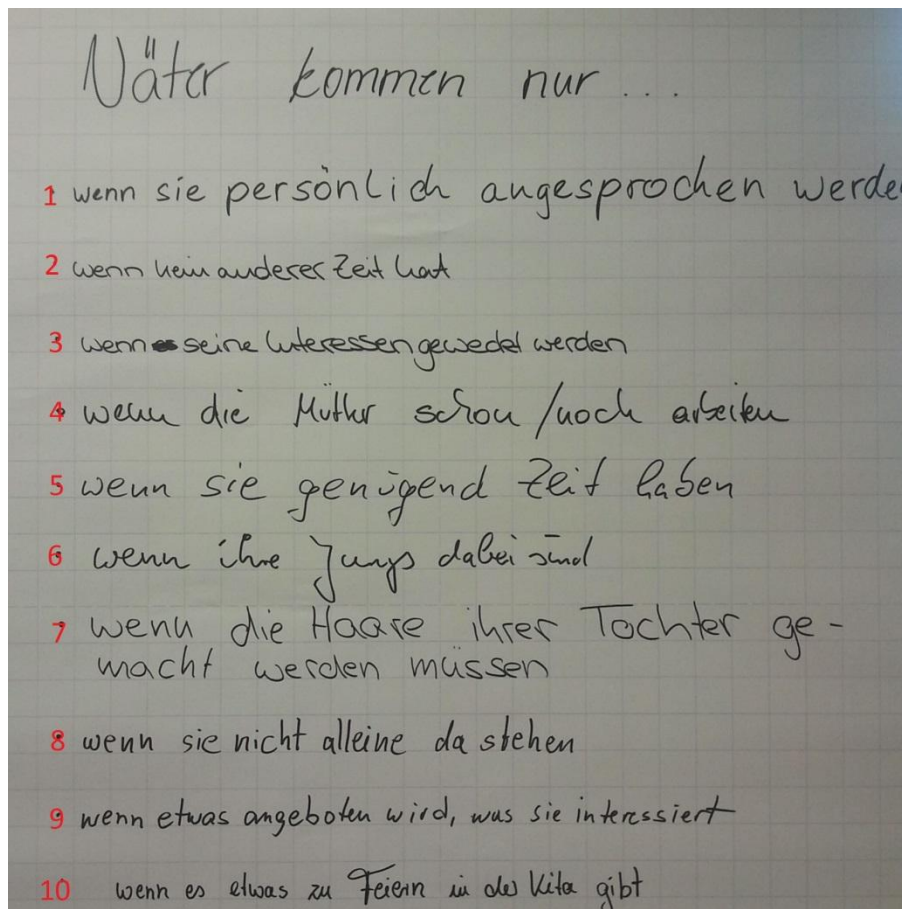 Väter kommen nur...
1 wenn sie persönlich angesprochen werde
2 wenn kein anderer Zeit hat
3 wenn seine Interessen geweckt werden
4 wenn die Mütter schon/noch arbeiten
5 wenn sie genügend Zeit haben
6 wenn ihre Jungs dabei sind
7 wenn die Haare ihrer Tochter ge-
macht werden müssen
8 wenn sie nicht alleine da stehen
9 wenn etwas angeboten wird, was sie interessiert
10 wenn es etwas zu Feiern in der Kita gibt